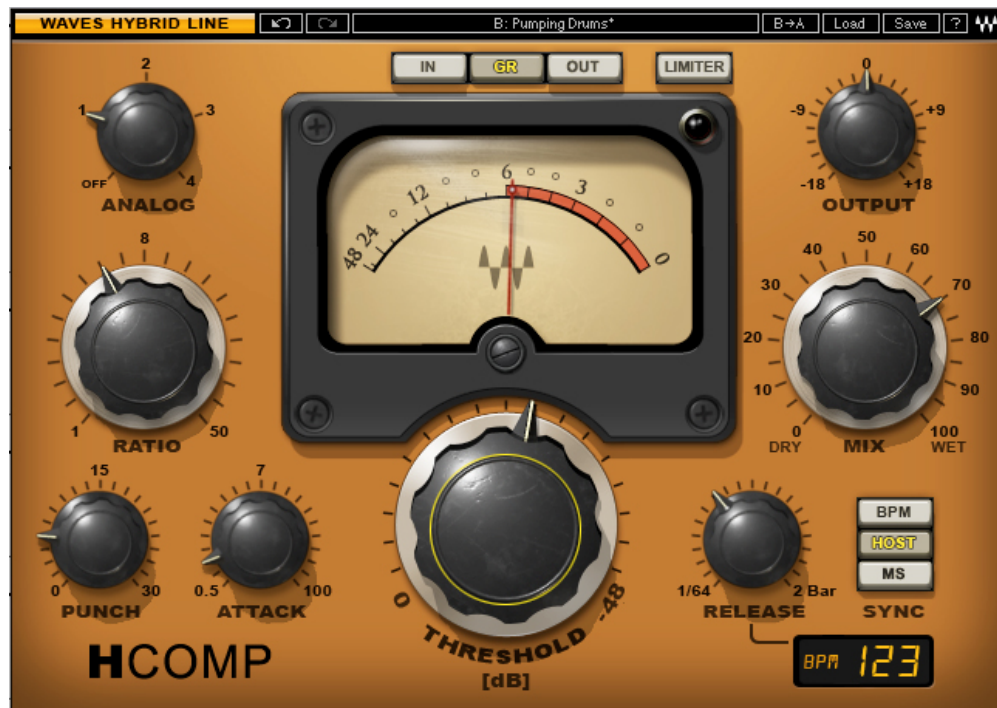 WAVES HYBRID LINE
B: Pumping Drums*
B→A
Load
Save
?
IN
GR
OUT
LIMITER
OFF
1
2
3
4
ANALOG
-18
-9
0
+9
+18
OUTPUT
48
24
12
6
3
0
1
8
50
RATIO
0
10
20
30
40
50
60
70
80
90
100
DRY
MIX
WET
0
15
30
PUNCH
0.5
7
100
ATTACK
0
-48
THRESHOLD
[dB]
1/64
2 Bar
RELEASE
BPM
HOST
MS
SYNC
HCOMP
BPM 123